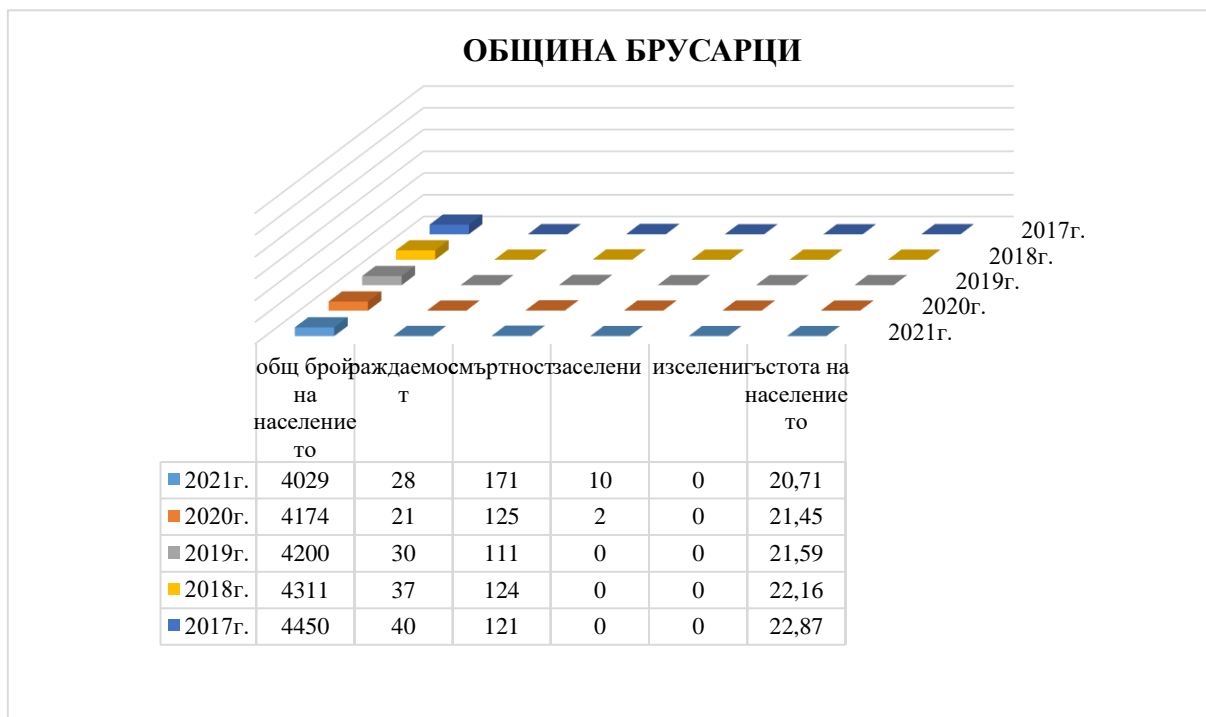 ОБЩИНА БРУСАРЦИ
2017г.
2018г.
2019г.
2020г.
2021г.
общ брой раждаемос смъртност заселени изселени гъстота на
на т население
население то
то
2021г. 4029 28 171 10 0 20,71
2020г. 4174 21 125 2 0 21,45
2019г. 4200 30 111 0 0 21,59
2018г. 4311 37 124 0 0 22,16
2017г. 4450 40 121 0 0 22,87